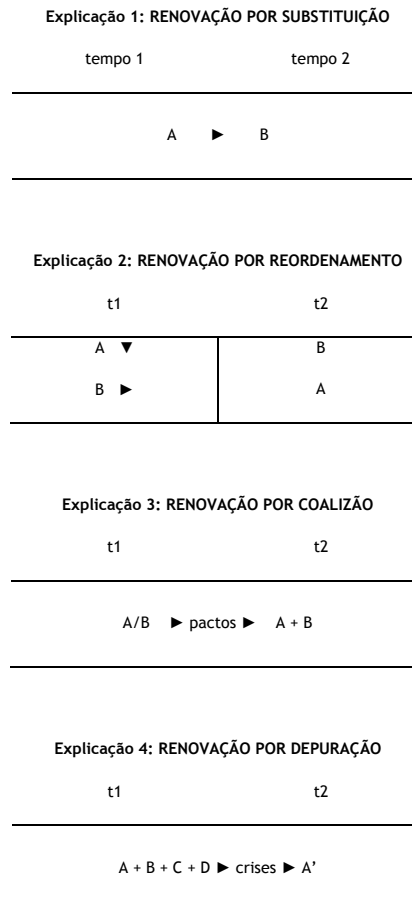 Explicação 1: RENOVAÇÃO POR SUBSTITUIÇÃO
tempo 1 tempo 2
A ► B
Explicação 2: RENOVAÇÃO POR REORDENAMENTO
t1 t2
A ▼ B
B ► A
Explicação 3: RENOVAÇÃO POR COALIZÃO
t1 t2
A/B ► pactos ► A + B
Explicação 4: RENOVAÇÃO POR DEPURAÇÃO
t1 t2
A + B + C + D ► crises ► A’